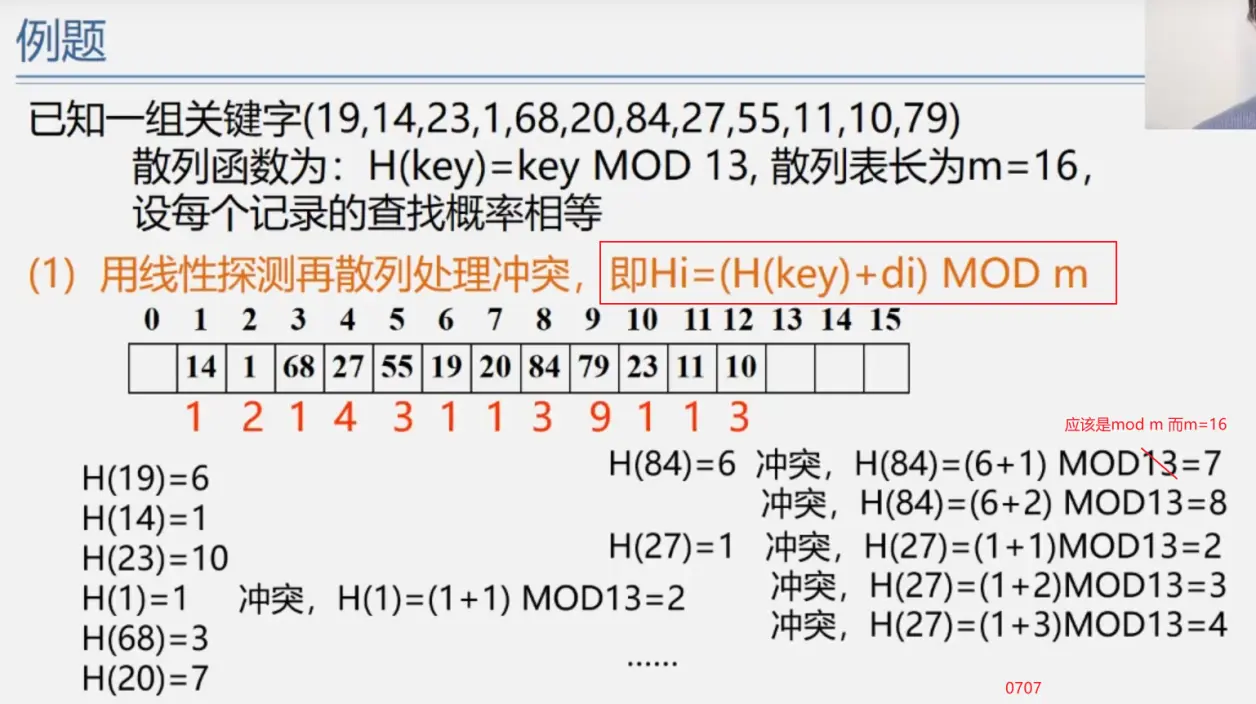 例题
已知一组关键字(19,14,23,1,68,20,84,27,55,11,10,79)
散列函数为：H(key)=key MOD 13, 散列表长为m=16，
设每个记录的查找概率相等
(1) 用线性探测再散列处理冲突，即Hi=(H(key)+di) MOD m
0 1 2 3 4 5 6 7 8 9 10 11 12 13 14 15
14 1 68 27 55 19 20 84 79 23 11 10
1 2 1 4 3 1 1 3 9 1 1 3
应该是mod m 而m=16
H(19)=6
H(14)=1
H(23)=10
H(1)=1 冲突，H(1)=(1+1) MOD13=2
H(68)=3
H(20)=7
H(84)=6 冲突，H(84)=(6+1) MOD13=7
冲突，H(84)=(6+2) MOD13=8
H(27)=1 冲突，H(27)=(1+1)MOD13=2
冲突，H(27)=(1+2)MOD13=3
冲突，H(27)=(1+3)MOD13=4
······
0707